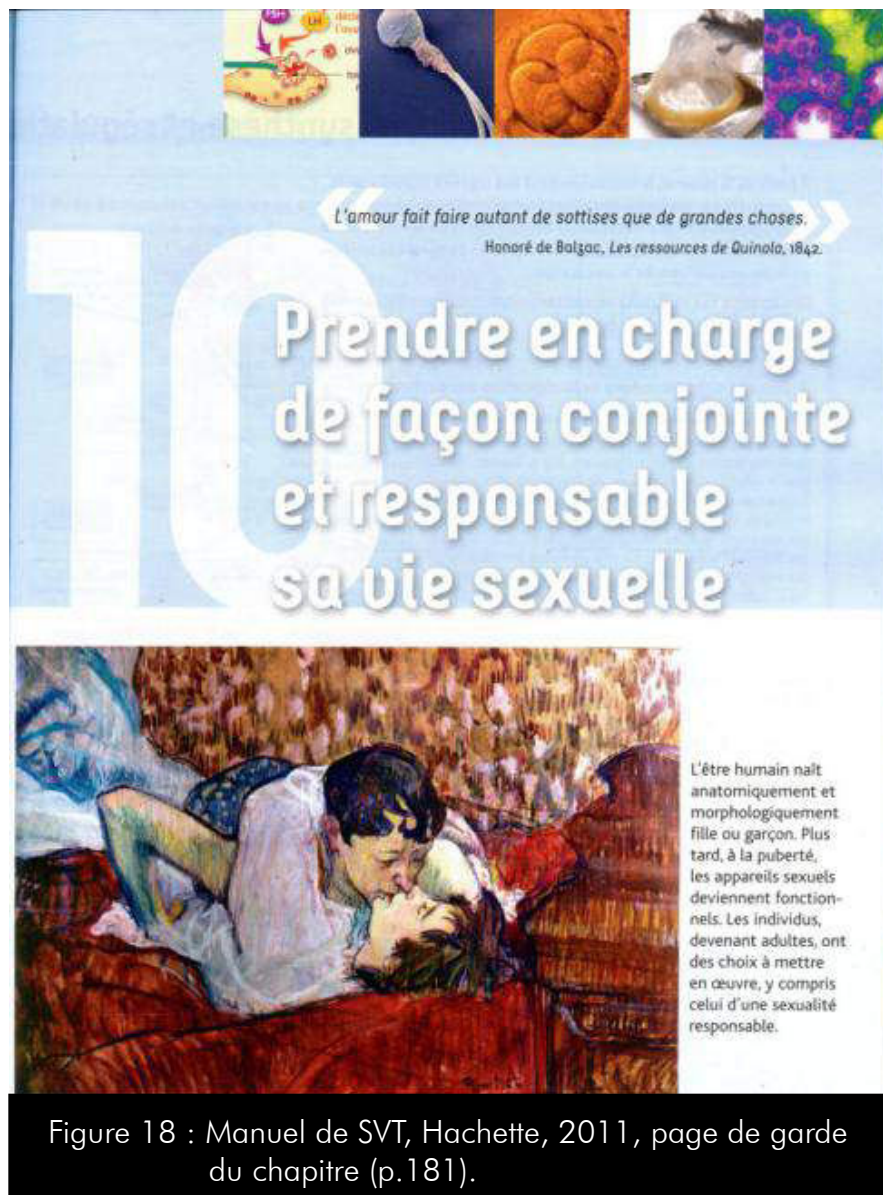 FSH
LH
L'amour fait faire autant de sottises que de grandes choses.
Honoré de Balzac, Les ressources de Quinola, 1842.
10
Prendre en charge
de façon conjointe
et responsable
sa vie sexuelle
L'être humain naît
anatomiquement et
morphologiquement
fille ou garçon. Plus
tard, à la puberté,
les appareils sexuels
deviennent fonction-
nels. Les individus,
devenant adultes, ont
des choix à mettre
en œuvre, y compris
celui d'une sexualité
responsable.
Figure 18 : Manuel de SVT, Hachette, 2011, page de garde
du chapitre (p.181).